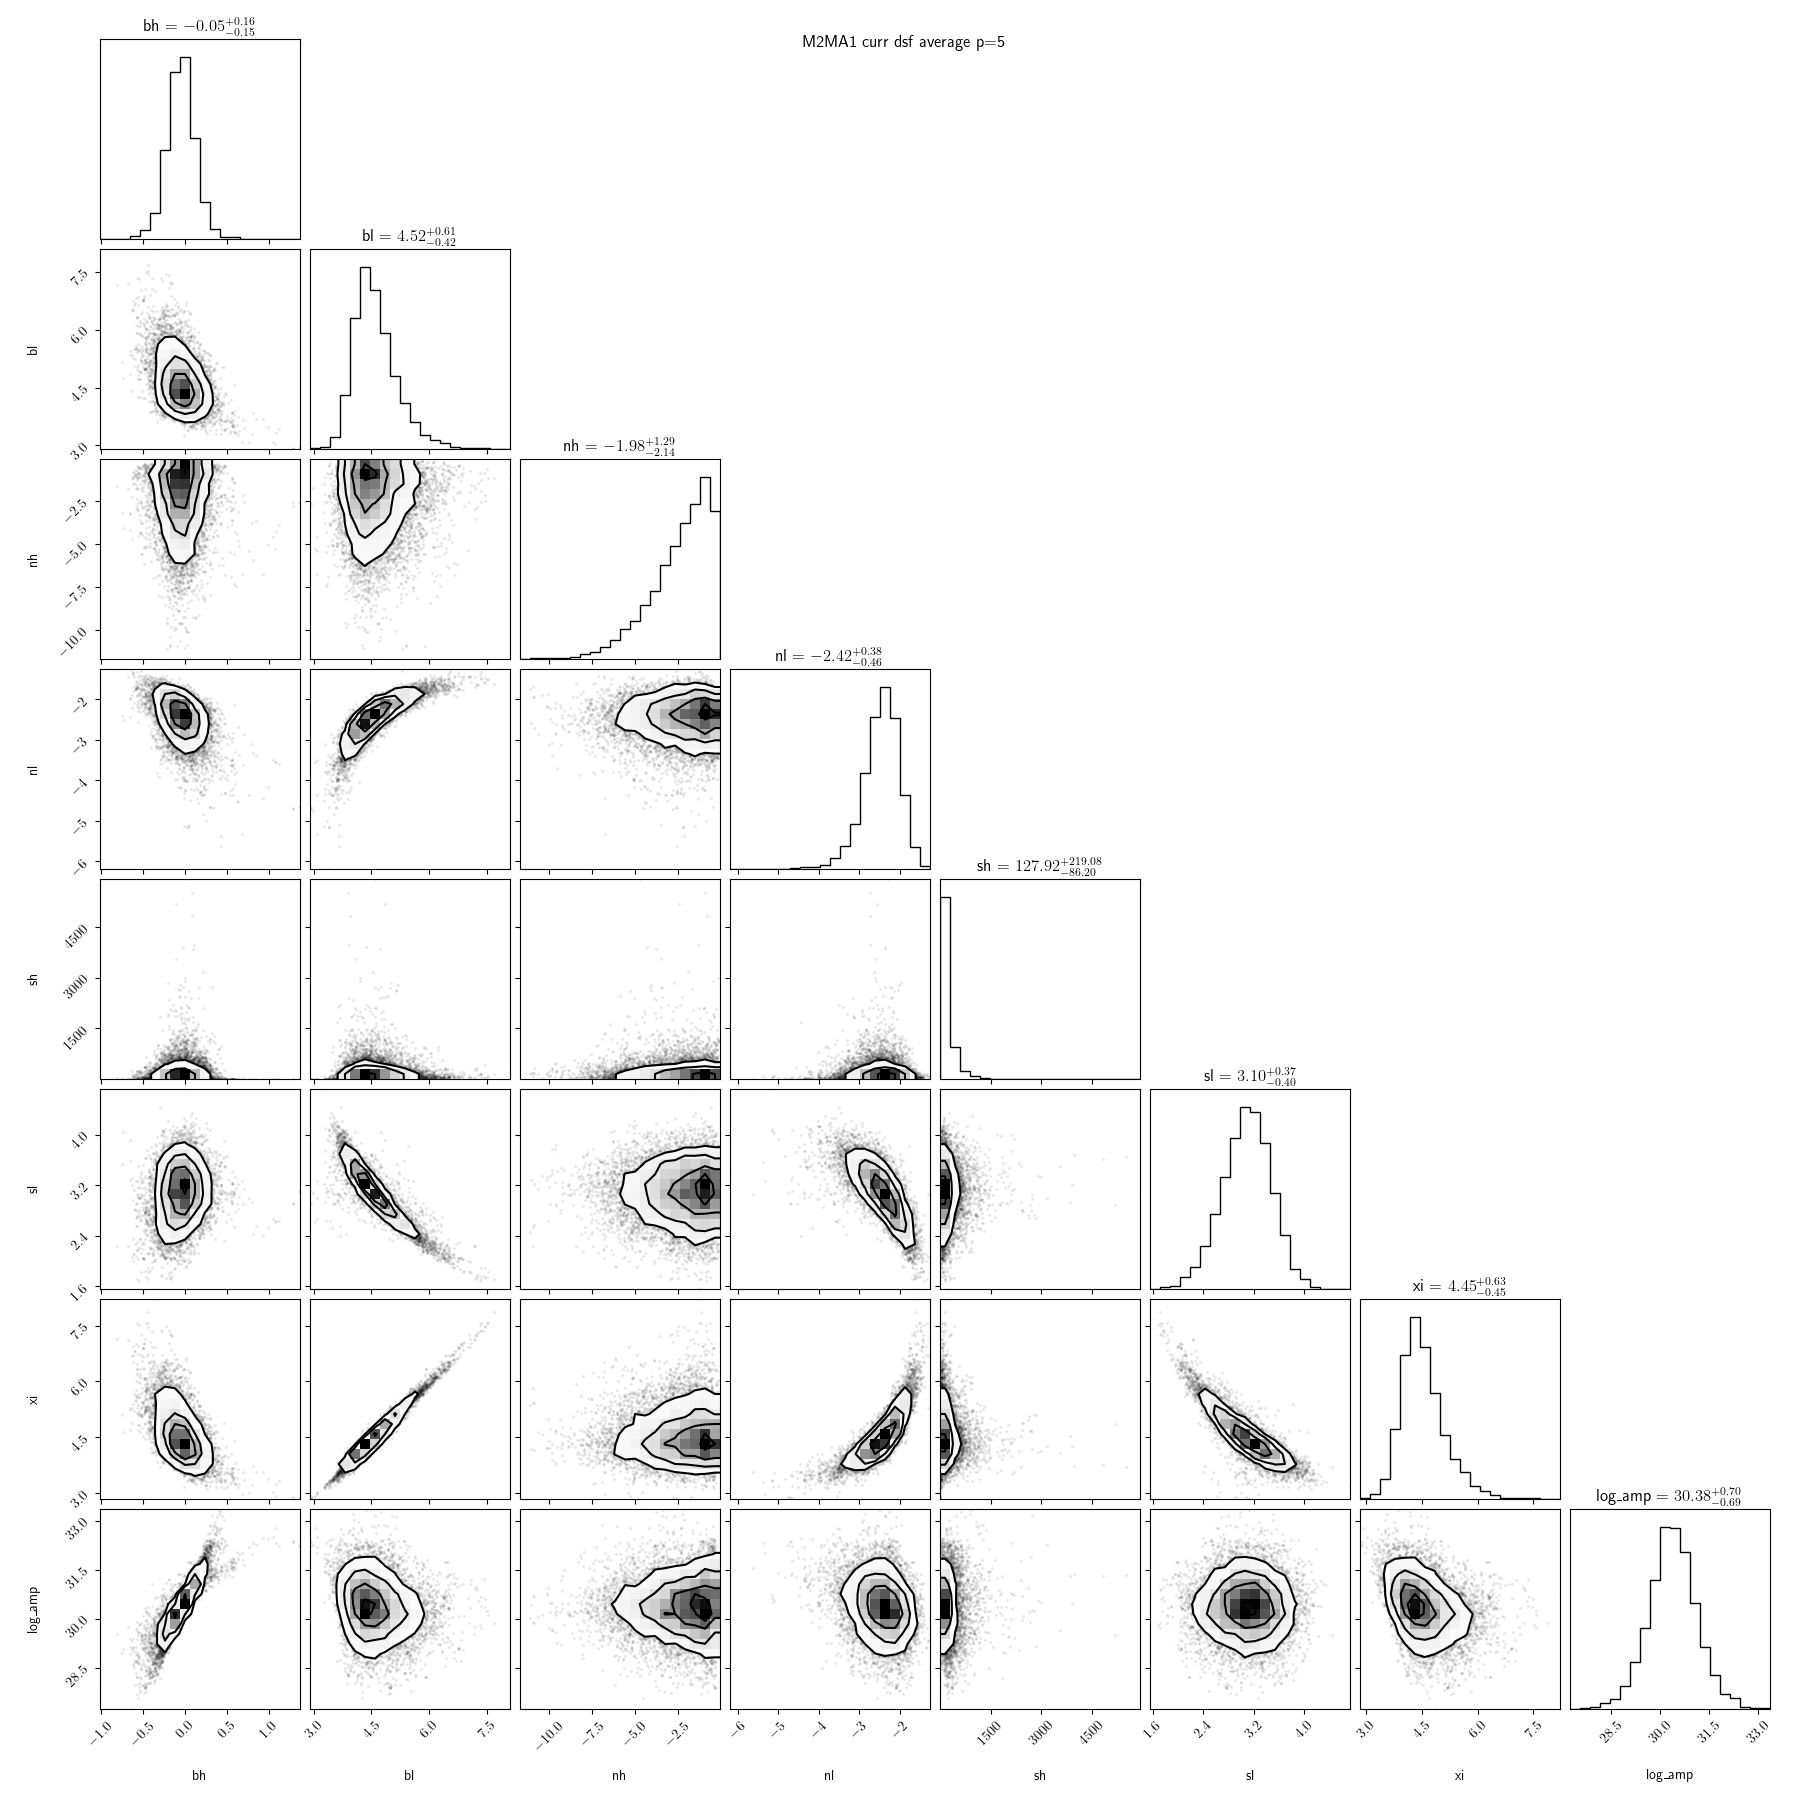 M2MA1 curr dsf average p=5
bh = −0.05 +0.16 −0.15
bl = 4.52 +0.61 −0.42
bl
7.5
6.0
4.5
3.0
nh = −1.98 +1.29 −2.14
nh
−2.5
−5.0
−7.5
−10.0
nl = −2.42 +0.38 −0.46
nl
−2
−3
−4
−5
−6
sh = 127.92 +219.08 −86.20
sh
4500
3000
1500
sl = 3.10 +0.37 −0.40
sl
4.0
3.2
2.4
1.6
xi = 4.45 +0.63 −0.45
xi
7.5
6.0
4.5
3.0
log_amp = 30.38 +0.70 −0.69
log_amp
33.0
31.5
30.0
28.5
−1.0 −0.5 0.0 0.5 1.0 3.0 4.5 6.0 7.5 −10.0 −7.5 −5.0 −2.5 −6 −5 −4 −3 −2 1500 3000 4500 1.6 2.4 3.2 4.0 3.0 4.5 6.0 7.5 28.5 30.0 31.5 33.0
bh bl nh nl sh sl xi log_amp